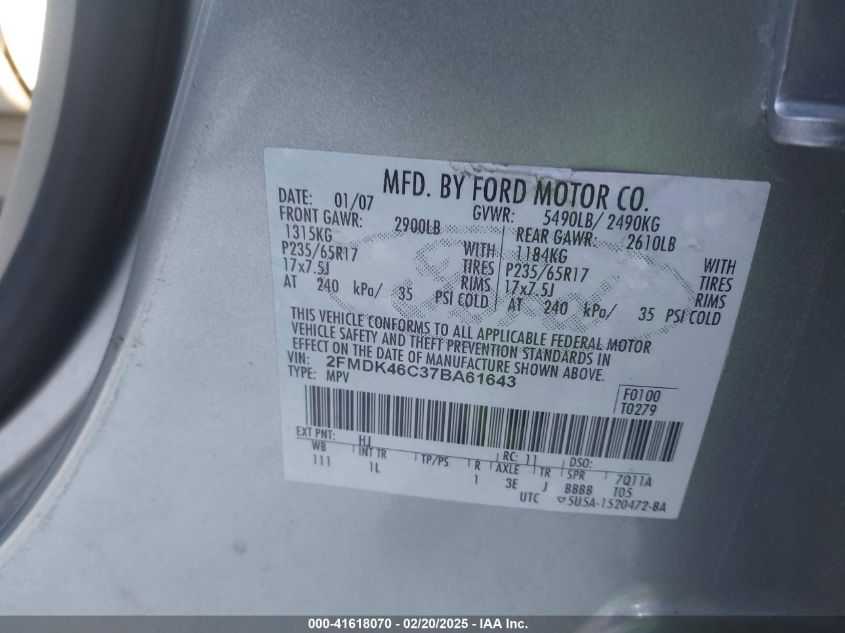 MFD. BY FORD MOTOR CO.
DATE: 01/07 GVWR: 5490LB/ 2490KG
FRONT GAWR: 2900LB REAR GAWR: 2610LB
1315KG WITH 1184KG WITH
P235/65R17 TIRES P235/65R17 TIRES
17x7.5J RIMS 17x7.5J RIMS
AT 240 kPa/ 35 PSI COLD AT 240 kPa/ 35 PSI COLD
THIS VEHICLE CONFORMS TO ALL APPLICABLE FEDERAL MOTOR
VEHICLE SAFETY AND THEFT PREVENTION STANDARDS IN
EFFECT ON THE DATE OF MANUFACTURE SHOWN ABOVE.
VIN: 2FMDK46C37BA61643
TYPE: MPV
F0100
T0279
EXT PNT: HJ RC: 11 DSO:
WB INT TR TP/PS R AXLE TR SPR 7Q11A
111 1L 1 3E J BBBB T05
UTC 5U5A-1520472-BA
000-41618070 — 02/20/2025 — IAA Inc.